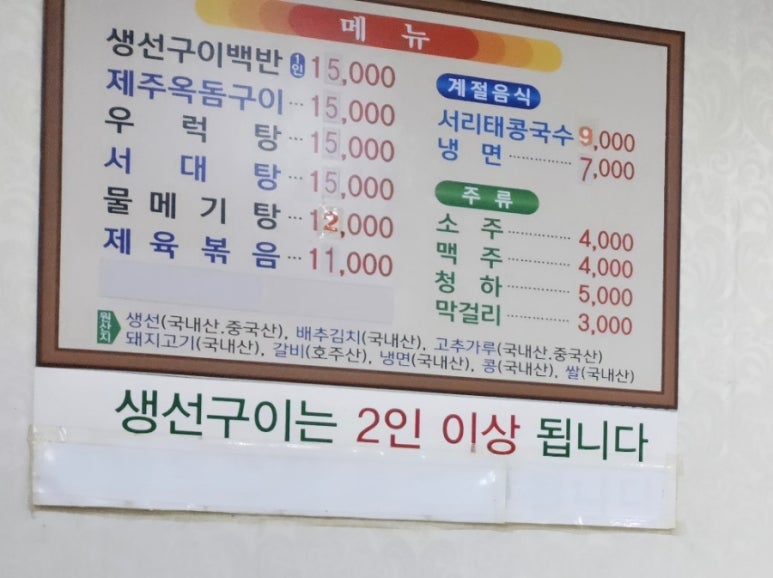 메 뉴
생선구이백반 1인 15,000
제주옥돔구이 ··· 15,000
우 럭 탕 ··· 15,000
서 대 탕 ··· 15,000
물 메 기 탕 ··· 12,000
제 육 볶 음 ··· 11,000
계절음식
서리태콩국수 9,000
냉 면 ············ 7,000
주 류
소 주 ············ 4,000
맥 주 ············ 4,000
청 하 ············ 5,000
막걸리 ············ 3,000
원산지
생선(국내산.중국산), 배추김치(국내산), 고추가루(국내산.중국산)
돼지고기(국내산), 갈비(호주산), 냉면(국내산), 콩(국내산), 쌀(국내산)
생선구이는 2인 이상 됩니다